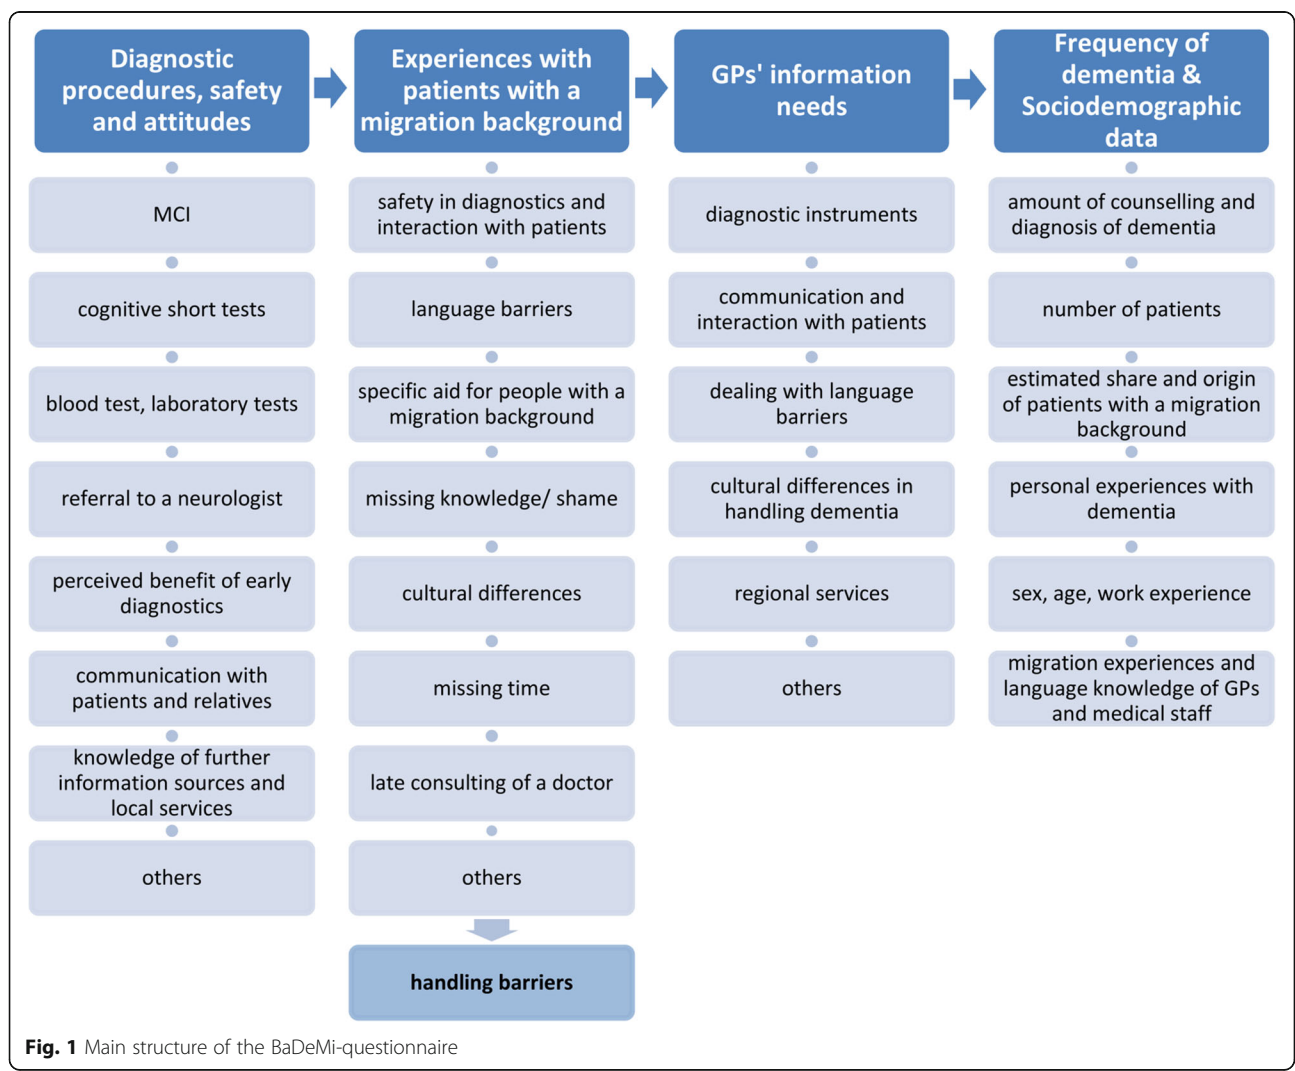 Diagnostic
procedures, safety
and attitudes
MCI
cognitive short tests
blood test, laboratory tests
referral to a neurologist
perceived benefit of early
diagnostics
communication with
patients and relatives
knowledge of further
information sources and
local services
others
Experiences with
patients with a
migration background
safety in diagnostics and
interaction with patients
language barriers
specific aid for people with a
migration background
missing knowledge/ shame
cultural differences
missing time
late consulting of a doctor
others
handling barriers
GPs' information
needs
diagnostic instruments
communication and
interaction with patients
dealing with language
barriers
cultural differences in
handling dementia
regional services
others
Frequency of
dementia &
Sociodemographic
data
amount of counselling and
diagnosis of dementia
number of patients
estimated share and origin
of patients with a migration
background
personal experiences with
dementia
sex, age, work experience
migration experiences and
language knowledge of GPs
and medical staff
Fig. 1 Main structure of the BaDeMi-questionnaire